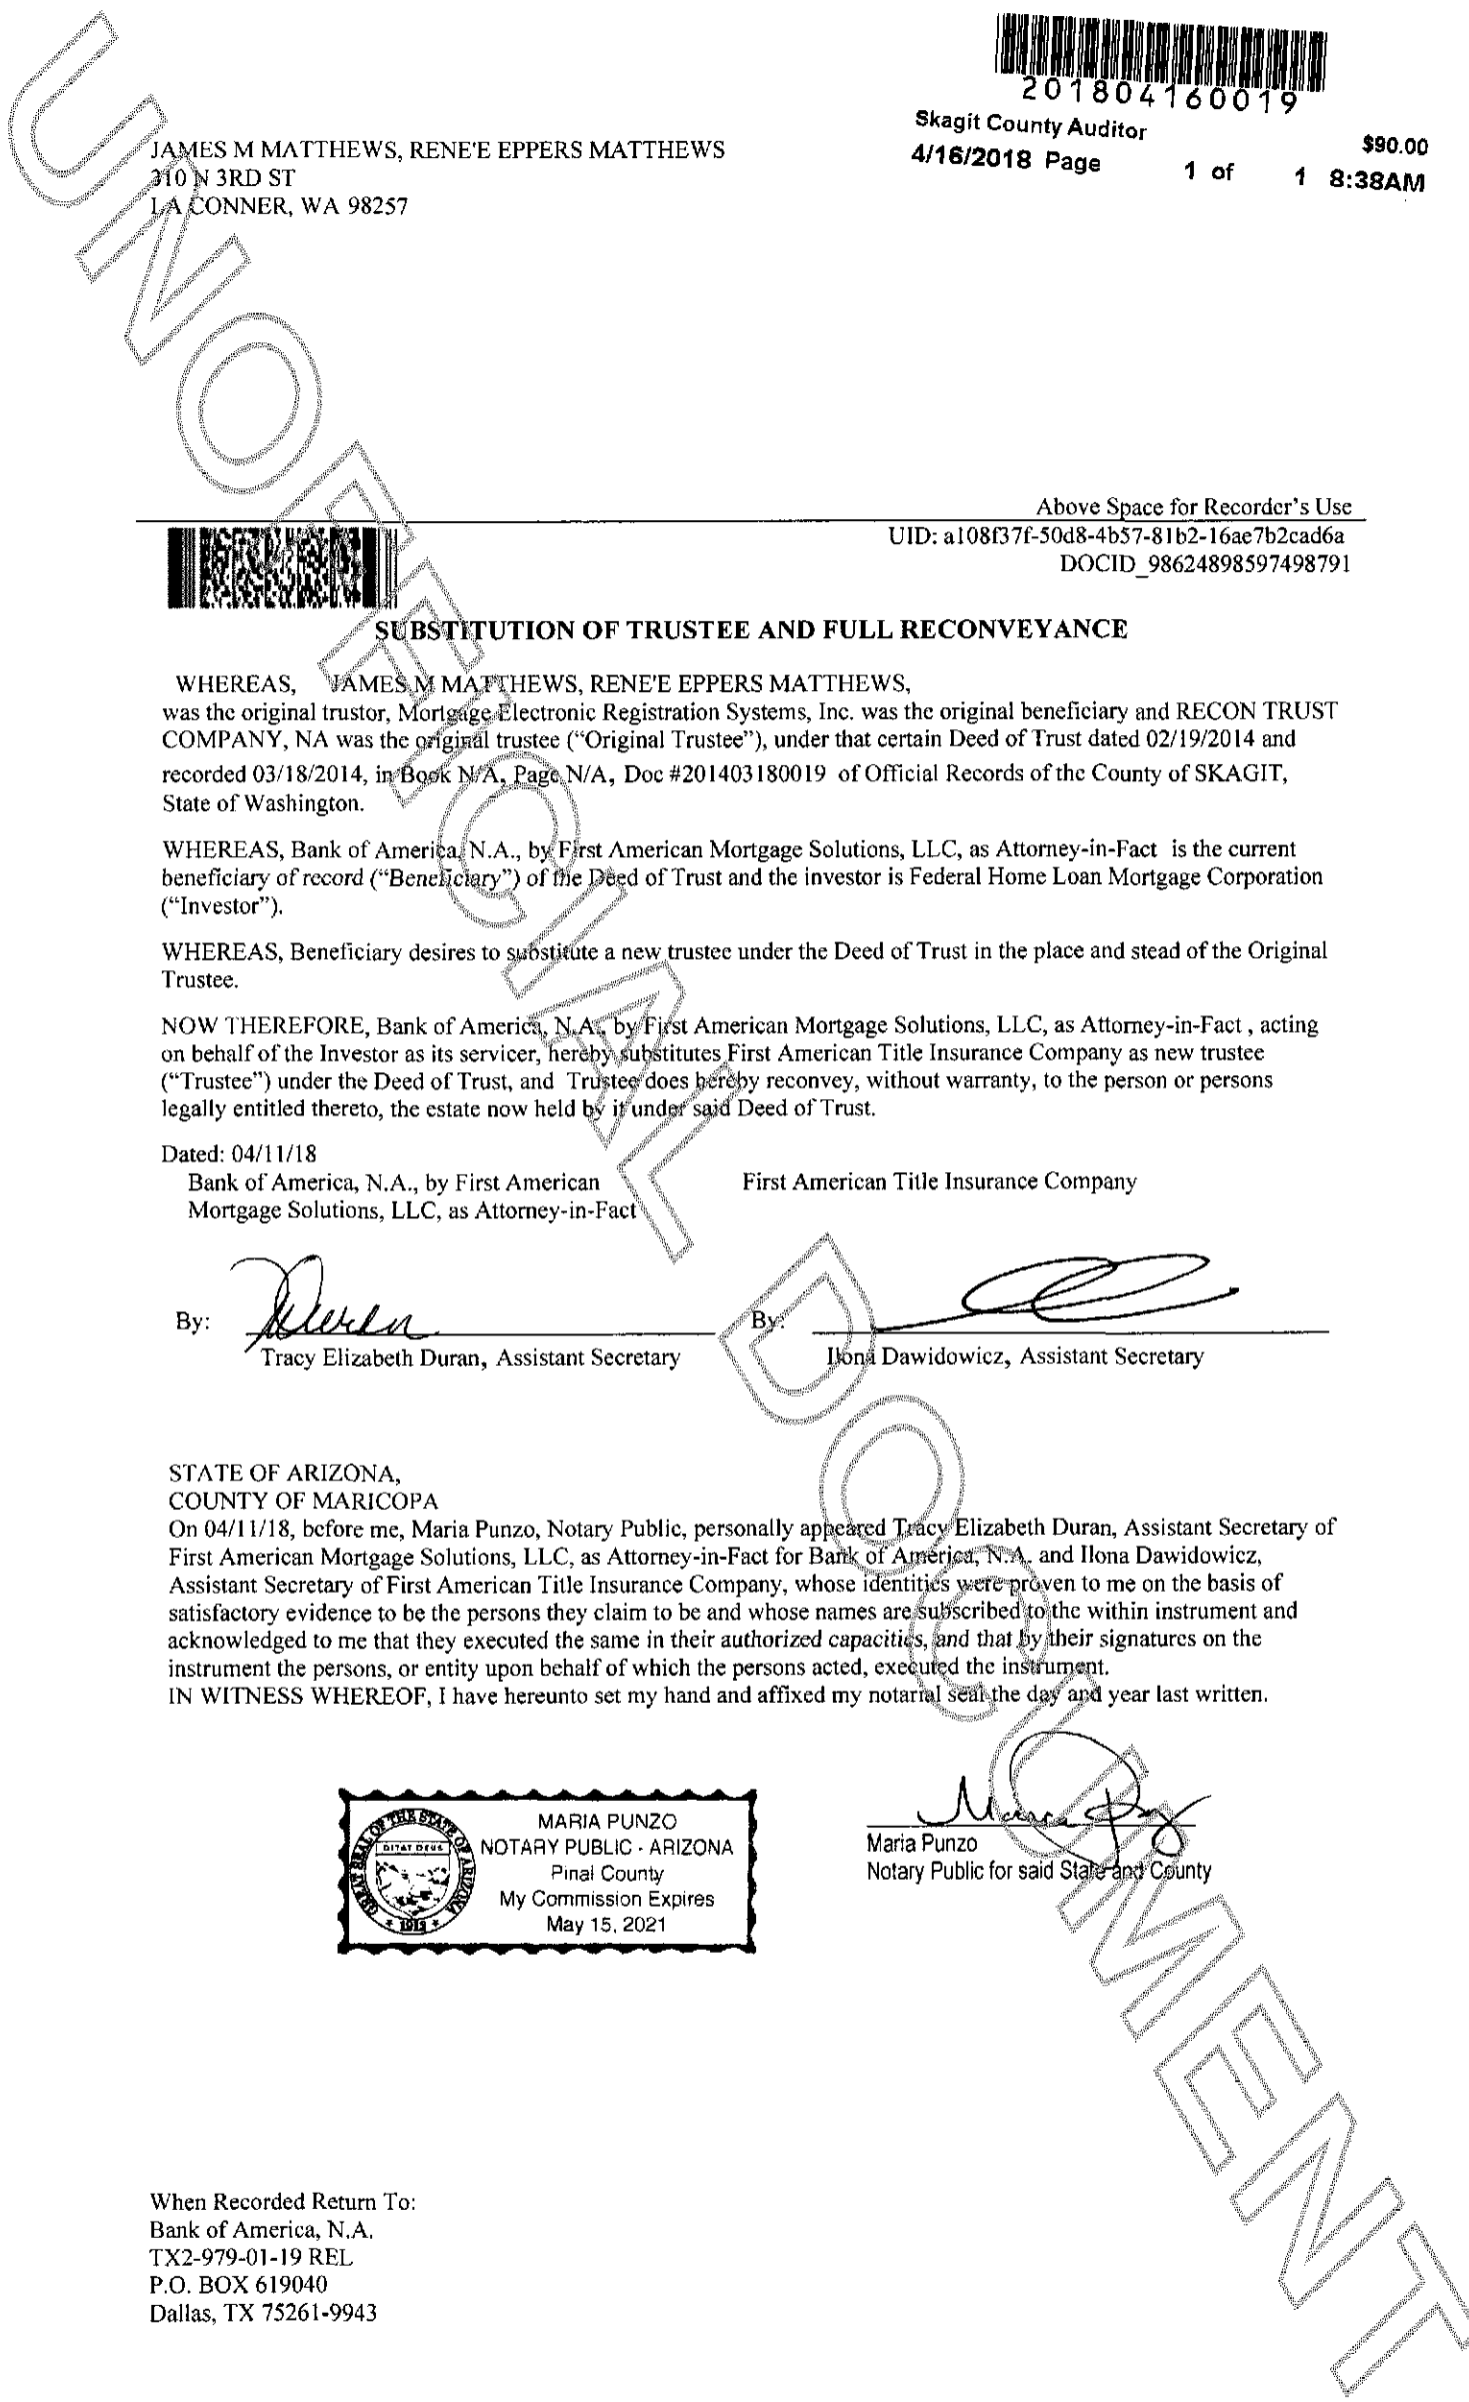 201804160019
Skagit County Auditor $90.00
4/16/2018 Page 1 of 1 8:38AM
JAMES M MATTHEWS, RENE'E EPPERS MATTHEWS
310 N 3RD ST
LA CONNER, WA 98257
Above Space for Recorder's Use
UID: a108f37f-50d8-4b57-81b2-16ae7b2cad6a
DOCID_98624898597498791
SUBSTITUTION OF TRUSTEE AND FULL RECONVEYANCE
WHEREAS, JAMES M MATTHEWS, RENE'E EPPERS MATTHEWS,
was the original trustor, Mortgage Electronic Registration Systems, Inc. was the original beneficiary and RECON TRUST
COMPANY, NA was the original trustee ("Original Trustee"), under that certain Deed of Trust dated 02/19/2014 and
recorded 03/18/2014, in Book N/A, Page N/A, Doc #201403180019 of Official Records of the County of SKAGIT,
State of Washington.
WHEREAS, Bank of America, N.A., by First American Mortgage Solutions, LLC, as Attorney-in-Fact is the current
beneficiary of record ("Beneficiary") of the Deed of Trust and the investor is Federal Home Loan Mortgage Corporation
("Investor").
WHEREAS, Beneficiary desires to substitute a new trustee under the Deed of Trust in the place and stead of the Original
Trustee.
NOW THEREFORE, Bank of America, N.A., by First American Mortgage Solutions, LLC, as Attorney-in-Fact , acting
on behalf of the Investor as its servicer, hereby substitutes First American Title Insurance Company as new trustee
("Trustee") under the Deed of Trust, and Trustee does hereby reconvey, without warranty, to the person or persons
legally entitled thereto, the estate now held by it under said Deed of Trust.
Dated: 04/11/18
Bank of America, N.A., by First American First American Title Insurance Company
Mortgage Solutions, LLC, as Attorney-in-Fact
By: By:
Tracy Elizabeth Duran, Assistant Secretary Ilona Dawidowicz, Assistant Secretary
STATE OF ARIZONA,
COUNTY OF MARICOPA
On 04/11/18, before me, Maria Punzo, Notary Public, personally appeared Tracy Elizabeth Duran, Assistant Secretary of
First American Mortgage Solutions, LLC, as Attorney-in-Fact for Bank of America, N.A. and Ilona Dawidowicz,
Assistant Secretary of First American Title Insurance Company, whose identities were proven to me on the basis of
satisfactory evidence to be the persons they claim to be and whose names are subscribed to the within instrument and
acknowledged to me that they executed the same in their authorized capacities, and that by their signatures on the
instrument the persons, or entity upon behalf of which the persons acted, executed the instrument.
IN WITNESS WHEREOF, I have hereunto set my hand and affixed my notarial seal the day and year last written.
GREAT SEAL OF THE STATE OF ARIZONA
DITAT DEUS
1912
MARIA PUNZO
NOTARY PUBLIC - ARIZONA
Pinal County
My Commission Expires
May 15, 2021
Maria Punzo
Notary Public for said State and County
When Recorded Return To:
Bank of America, N.A.
TX2-979-01-19 REL
P.O. BOX 619040
Dallas, TX 75261-9943
UNOFFICIAL DOCUMENT